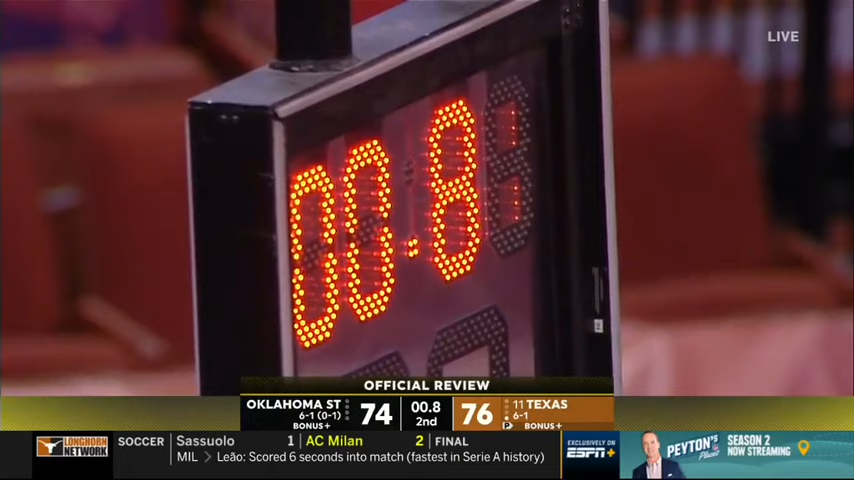 LIVE
00.8
OFFICIAL REVIEW
OKLAHOMA ST 74 00.8 76 11 TEXAS
6-1 (0-1) 2nd P 6-1
BONUS+ BONUS+
LONGHORN NETWORK SOCCER Sassuolo 1 AC Milan 2 FINAL
MIL > Leão: Scored 6 seconds into match (fastest in Serie A history)
EXCLUSIVELY ON
ESPN+
PEYTON'S Places
SEASON 2
NOW STREAMING